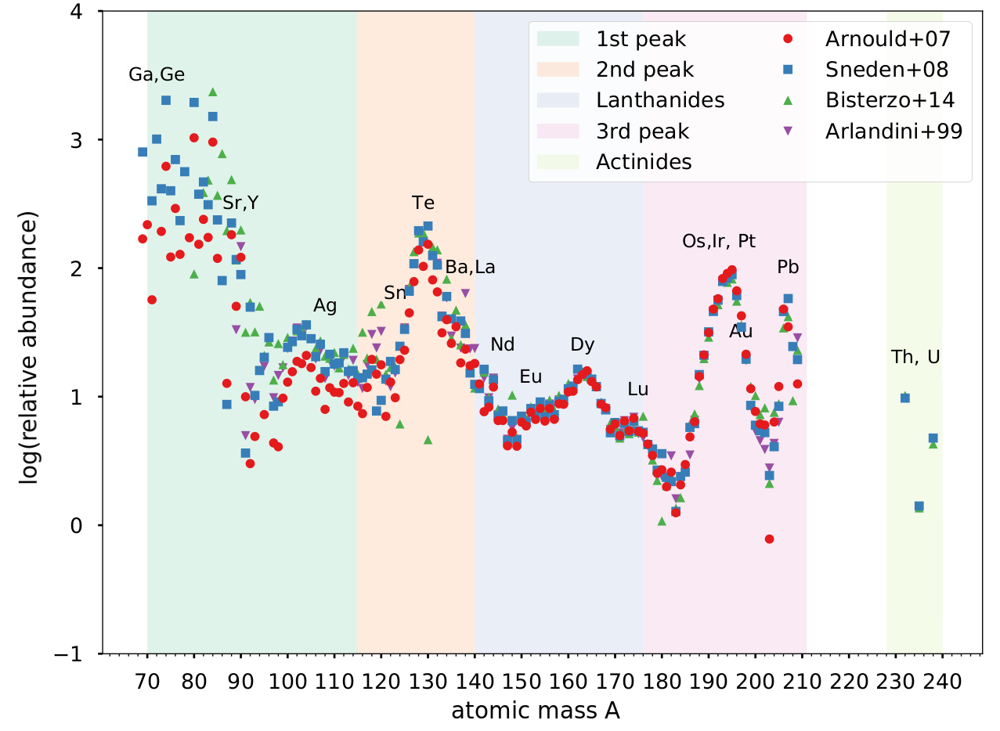 4
3
2
1
0
−1
log(relative abundance)
Ga,Ge
Sr,Y
Ag
Sn
Te
Ba,La
Nd
Eu
Dy
Lu
Os,Ir, Pt
Au
Pb
Th, U
1st peak
2nd peak
Lanthanides
3rd peak
Actinides
Arnould+07
Sneden+08
Bisterzo+14
Arlandini+99
70 80 90 100 110 120 130 140 150 160 170 180 190 200 210 220 230 240
atomic mass A